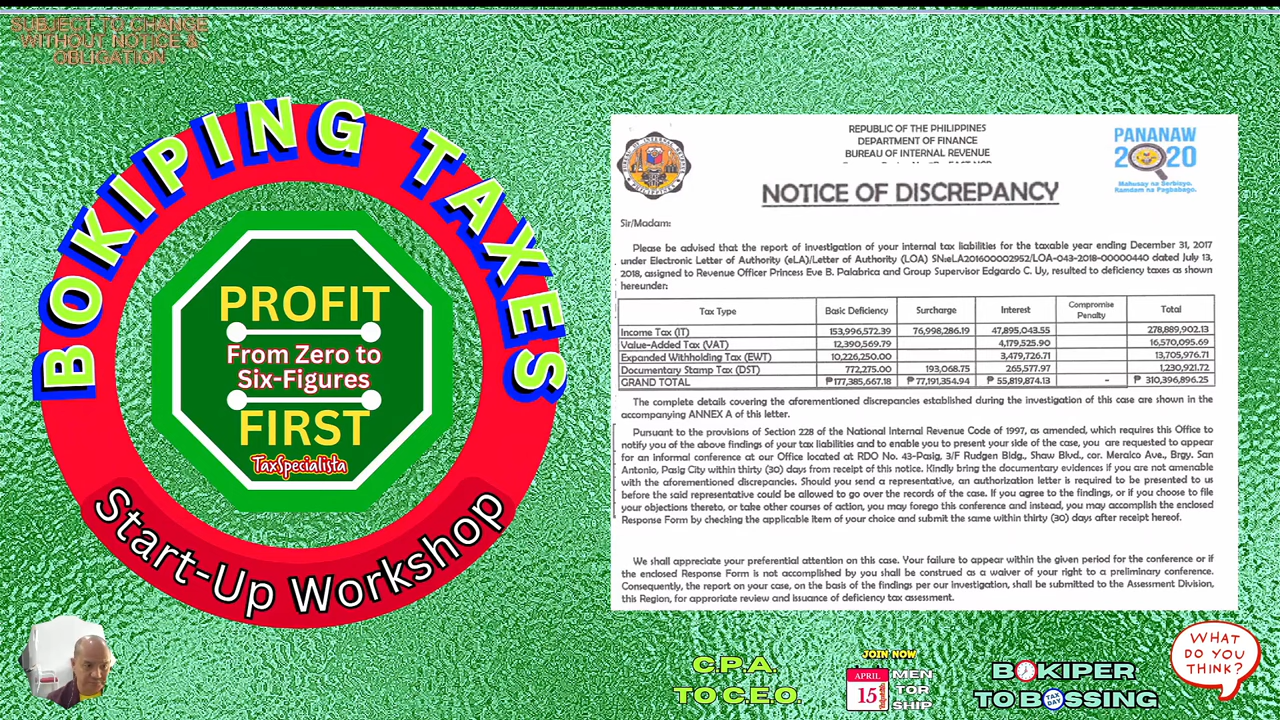 SUBJECT TO CHANGE
WITHOUT NOTICE &
OBLIGATION
BOKIPING TAXES
PROFIT
From Zero to
Six-Figures
FIRST
TaxSpecialista
Start-Up Workshop
REPUBLIC OF THE PHILIPPINES
DEPARTMENT OF FINANCE
BUREAU OF INTERNAL REVENUE
PANANAW
2020
Mahusay na Serbisyo,
Ramdam na Pagbabago.
NOTICE OF DISCREPANCY
Sir/Madam:
Please be advised that the report of investigation of your internal tax liabilities for the taxable year ending December 31, 2017
under Electronic Letter of Authority (eLA)/Letter of Authority (LOA) SN:eLA201600002952/LOA-043-2018-00000440 dated July 13,
2018, assigned to Revenue Officer Princess Eve B. Palabrica and Group Supervisor Edgardo C. Uy, resulted to deficiency taxes as shown
hereunder:
Tax Type Basic Deficiency Surcharge Interest Compromise Penalty Total
Income Tax (IT) 153,996,572.39 76,998,286.19 47,895,043.55 278,889,902.13
Value-Added Tax (VAT) 12,390,569.79 4,179,525.90 16,570,095.69
Expanded Withholding Tax (EWT) 10,226,250.00 3,479,726.71 13,705,976.71
Documentary Stamp Tax (DST) 772,275.00 193,068.75 265,577.97 1,230,921.72
GRAND TOTAL ₱177,385,667.18 ₱ 77,191,354.94 ₱ 55,819,874.13 - ₱ 310,396,896.25
The complete details covering the aforementioned discrepancies established during the investigation of this case are shown in the
accompanying ANNEX A of this letter.
Pursuant to the provisions of Section 228 of the National Internal Revenue Code of 1997, as amended, which requires this Office to
notify you of the above findings of your tax liabilities and to enable you to present your side of the case, you are requested to appear
for an informal conference at our Office located at RDO No. 43-Pasig, 3/F Rudgen Bldg., Shaw Blvd., cor. Meralco Ave., Brgy. San
Antonio, Pasig City within thirty (30) days from receipt of this notice. Kindly bring the documentary evidences if you are not amenable
with the aforementioned discrepancies. Should you send a representative, an authorization letter is required to be presented to us
before the said representative could be allowed to go over the records of the case. If you agree to the findings, or if you choose to file
your objections thereto, or take other courses of action, you may forego this conference and instead, you may accomplish the enclosed
Response Form by checking the applicable item of your choice and submit the same within thirty (30) days after receipt hereof.
We shall appreciate your preferential attention on this case. Your failure to appear within the given period for the conference or if
the enclosed Response Form is not accomplished by you shall be construed as a waiver of your right to a preliminary conference.
Consequently, the report on your case, on the basis of the findings per our investigation, shall be submitted to the Assessment Division,
this Region, for approriate review and issuance of deficiency tax assessment.
C.P.A.
TO C.E.O.
JOIN NOW
APRIL
15
MEN
TOR
SHIP
BOKIPER
TO BOSSING
TAX
DAY
WHAT
DO YOU
THINK?